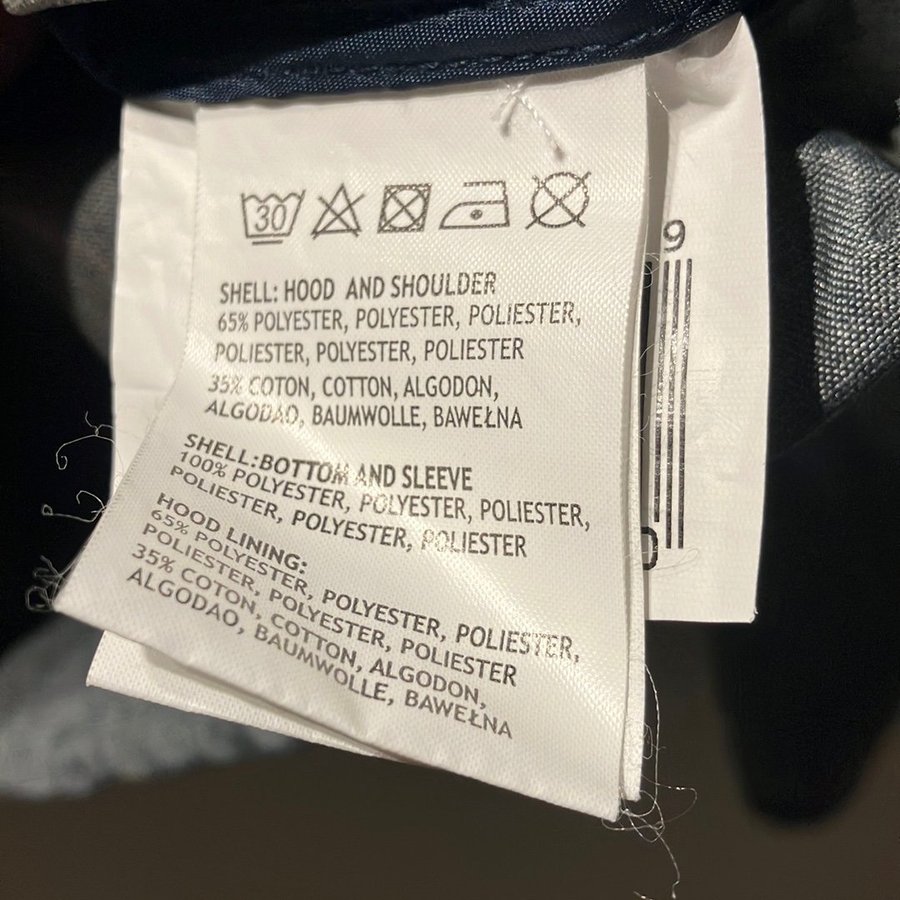 30
SHELL: HOOD AND SHOULDER
65% POLYESTER, POLYESTER, POLIESTER,
POLIESTER, POLYESTER, POLIESTER
35% COTON, COTTON, ALGODON,
ALGODAO, BAUMWOLLE, BAWEŁNA
SHELL:BOTTOM AND SLEEVE
100% POLYESTER, POLYESTER, POLIESTER,
POLIESTER, POLYESTER, POLIESTER
HOOD LINING:
65% POLYESTER, POLYESTER, POLIESTER,
POLIESTER, POLYESTER, POLIESTER
35% COTON, COTTON, ALGODON,
ALGODAO, BAUMWOLLE, BAWEŁNA
9